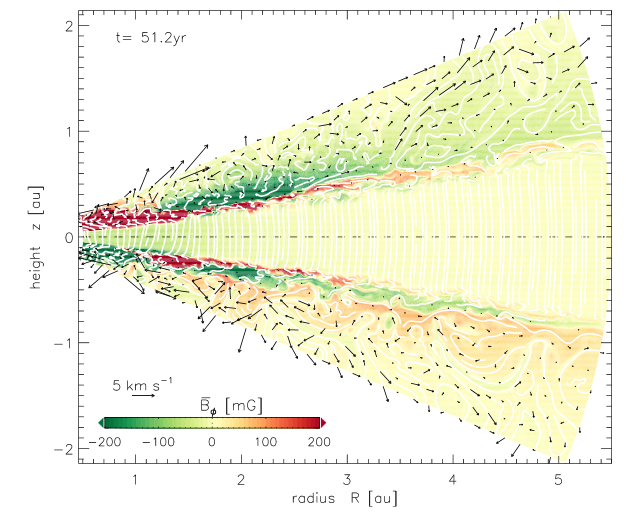 t= 51.2yr
2
1
0
−1
−2
height z [au]
5 km s⁻¹
B̅ϕ [mG]
−200 −100 0 100 200
1 2 3 4 5
radius R [au]